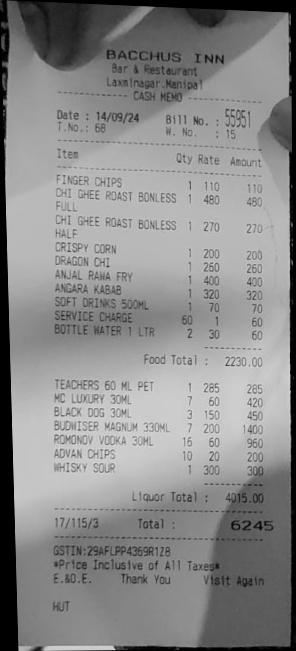 BACCHUS INN
Bar & Restaurant
Laxminagar,Manipal
CASH MEMO
Date : 14/09/24 Bill No. : 55951
T.No.: 68 W. No. : 15
Item Qty Rate Amount
FINGER CHIPS 1 110 110
CHI GHEE ROAST BONLESS 1 480 480
FULL
CHI GHEE ROAST BONLESS 1 270 270
HALF
CRISPY CORN 1 200 200
DRAGON CHI 1 260 260
ANJAL RAWA FRY 1 400 400
ANGARA KABAB 1 320 320
SOFT DRINKS 500ML 1 70 70
SERVICE CHARGE 60 1 60
BOTTLE WATER 1 LTR 2 30 60
Food Total : 2230.00
TEACHERS 60 ML PET 1 285 285
MC LUXURY 30ML 7 60 420
BLACK DOG 30ML 3 150 450
BUDWISER MAGNUM 330ML 7 200 1400
ROMONOV VODKA 30ML 16 60 960
ADVAN CHIPS 10 20 200
WHISKY SOUR 1 300 300
Liquor Total : 4015.00
17/115/3 Total : 6245
GSTIN:29AFLPP4369R1Z8
*Price Inclusive of All Taxes*
E.&O.E. Thank You Visit Again
HUT